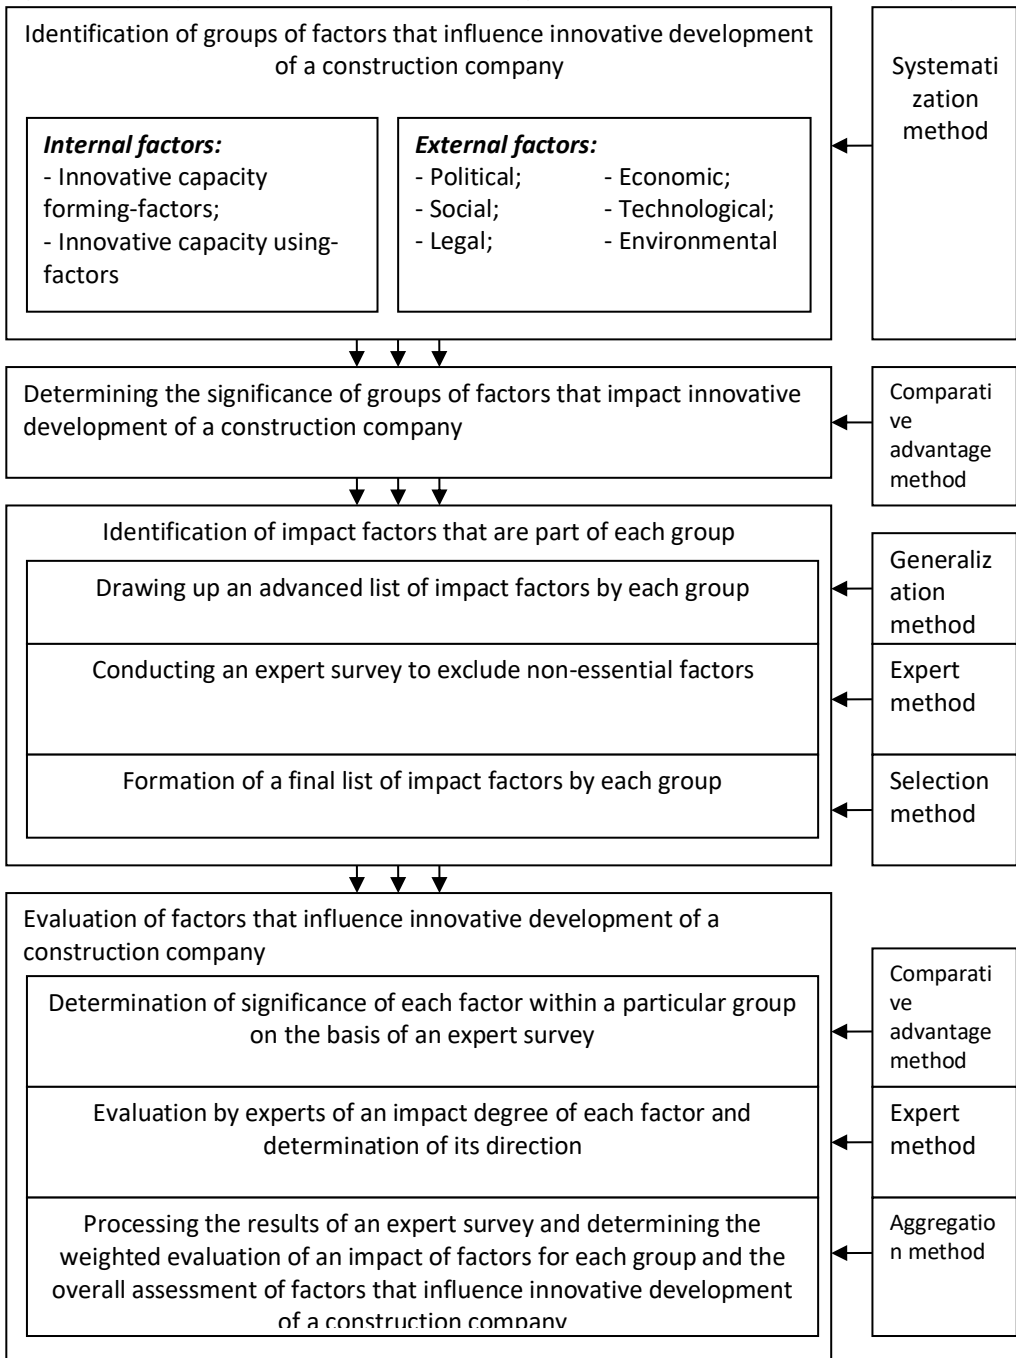 Identification of groups of factors that influence innovative development
of a construction company
Internal factors:
- Innovative capacity
forming-factors;
- Innovative capacity using-
factors
External factors:
- Political; - Economic;
- Social; - Technological;
- Legal; - Environmental
Systemati
zation
method
Determining the significance of groups of factors that impact innovative
development of a construction company
Comparati
ve
advantage
method
Identification of impact factors that are part of each group
Drawing up an advanced list of impact factors by each group
Generaliz
ation
method
Conducting an expert survey to exclude non-essential factors
Expert
method
Formation of a final list of impact factors by each group
Selection
method
Evaluation of factors that influence innovative development of a
construction company
Determination of significance of each factor within a particular group
on the basis of an expert survey
Comparati
ve
advantage
method
Evaluation by experts of an impact degree of each factor and
determination of its direction
Expert
method
Processing the results of an expert survey and determining the
weighted evaluation of an impact of factors for each group and the
overall assessment of factors that influence innovative development
of a construction company
Aggregatio
n method